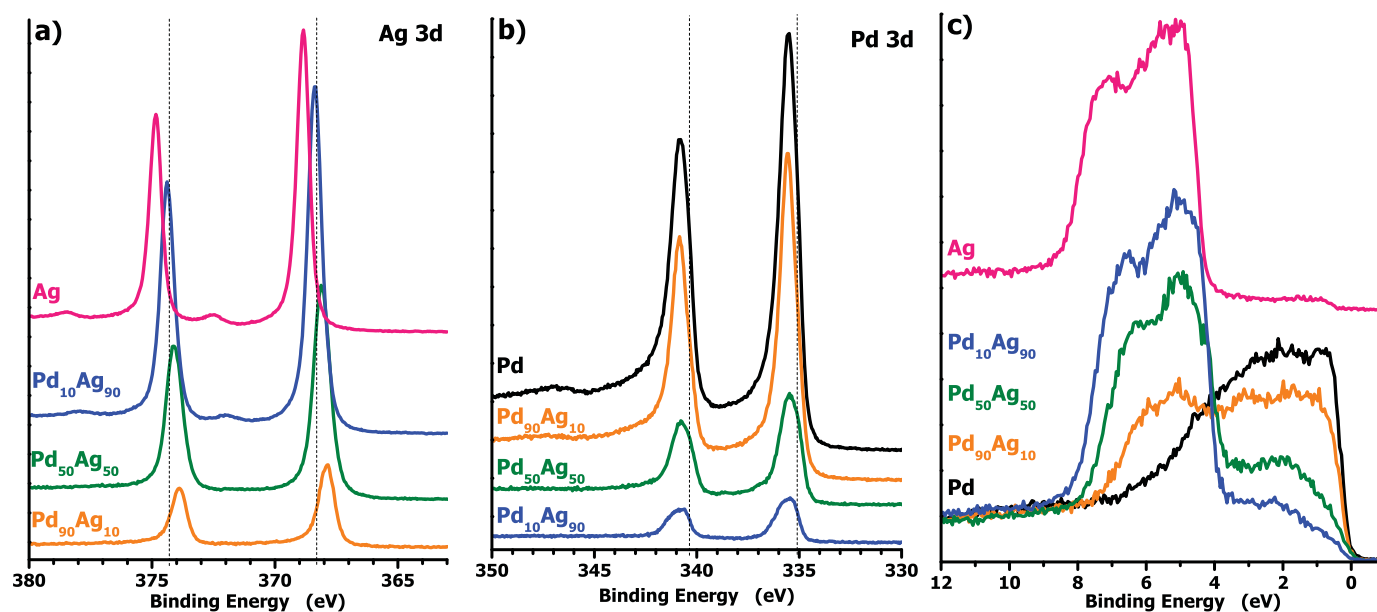 a)
Ag 3d
Ag
Pd10Ag90
Pd50Ag50
Pd90Ag10
380 375 370 365
Binding Energy (eV)
b)
Pd 3d
Pd
Pd90Ag10
Pd50Ag50
Pd10Ag90
350 345 340 335 330
Binding Energy (eV)
c)
Ag
Pd10Ag90
Pd50Ag50
Pd90Ag10
Pd
12 10 8 6 4 2 0
Binding Energy (eV)